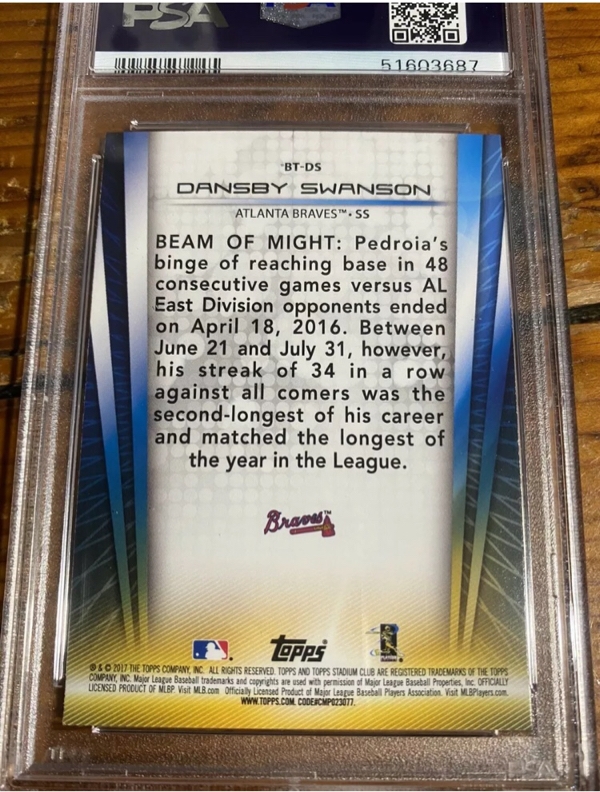 PSA
51603687
BT-DS
DANSBY SWANSON
ATLANTA BRAVES™ • SS
BEAM OF MIGHT: Pedroia's
binge of reaching base in 48
consecutive games versus AL
East Division opponents ended
on April 18, 2016. Between
June 21 and July 31, however,
his streak of 34 in a row
against all comers was the
second-longest of his career
and matched the longest of
the year in the League.
Braves™
topps®
® & © 2017 THE TOPPS COMPANY, INC. ALL RIGHTS RESERVED. TOPPS AND TOPPS STADIUM CLUB ARE REGISTERED TRADEMARKS OF THE TOPPS
COMPANY, INC. Major League Baseball trademarks and copyrights are used with permission of Major League Baseball Properties, Inc. OFFICIALLY
LICENSED PRODUCT OF MLBP. Visit MLB.com Officially Licensed Product of Major League Baseball Players Association. Visit MLBPlayers.com.
WWW.TOPPS.COM. CODE#CMP023077.
PSA